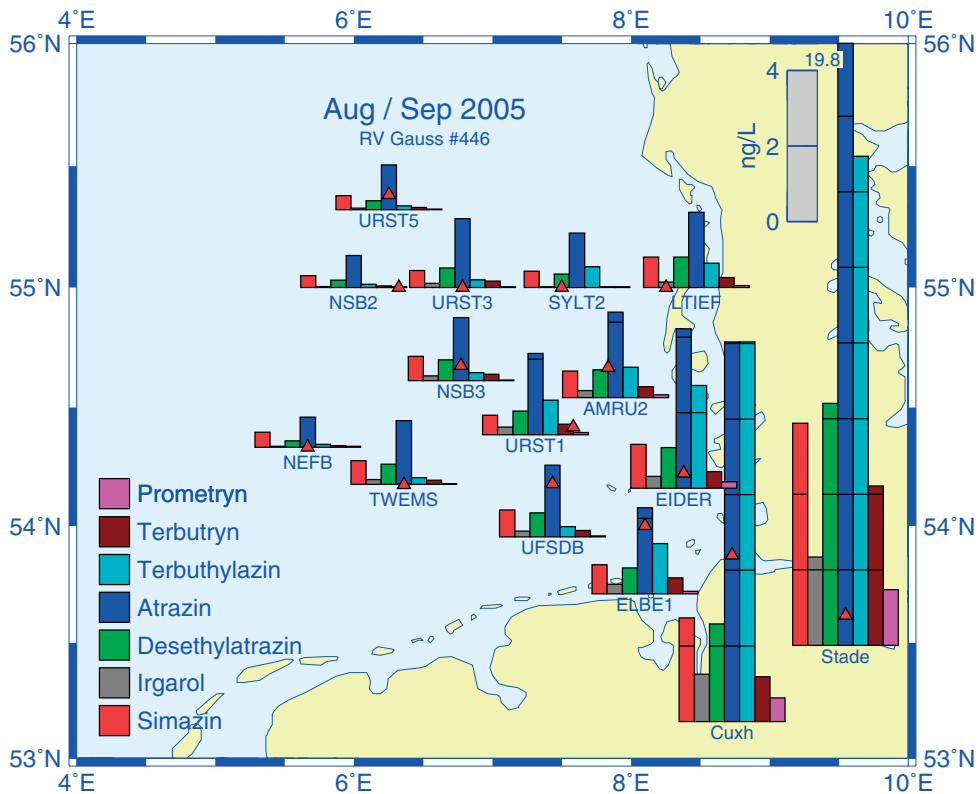 4˚E 6˚E 8˚E 10˚E
56˚N 56˚N
4 19.8
Aug / Sep 2005
RV Gauss #446
ng/L
2
0
URST5
55˚N NSB2 URST3 SYLT2 LTIEF 55˚N
NSB3 AMRU2
URST1
NEFB
TWEMS EIDER
54˚N 54˚N
UFSDB
ELBE1
Prometryn
Terbutryn
Terbuthylazin
Atrazin
Desethylatrazin
Irgarol
Simazin
Stade
Cuxh
53˚N 53˚N
4˚E 6˚E 8˚E 10˚E